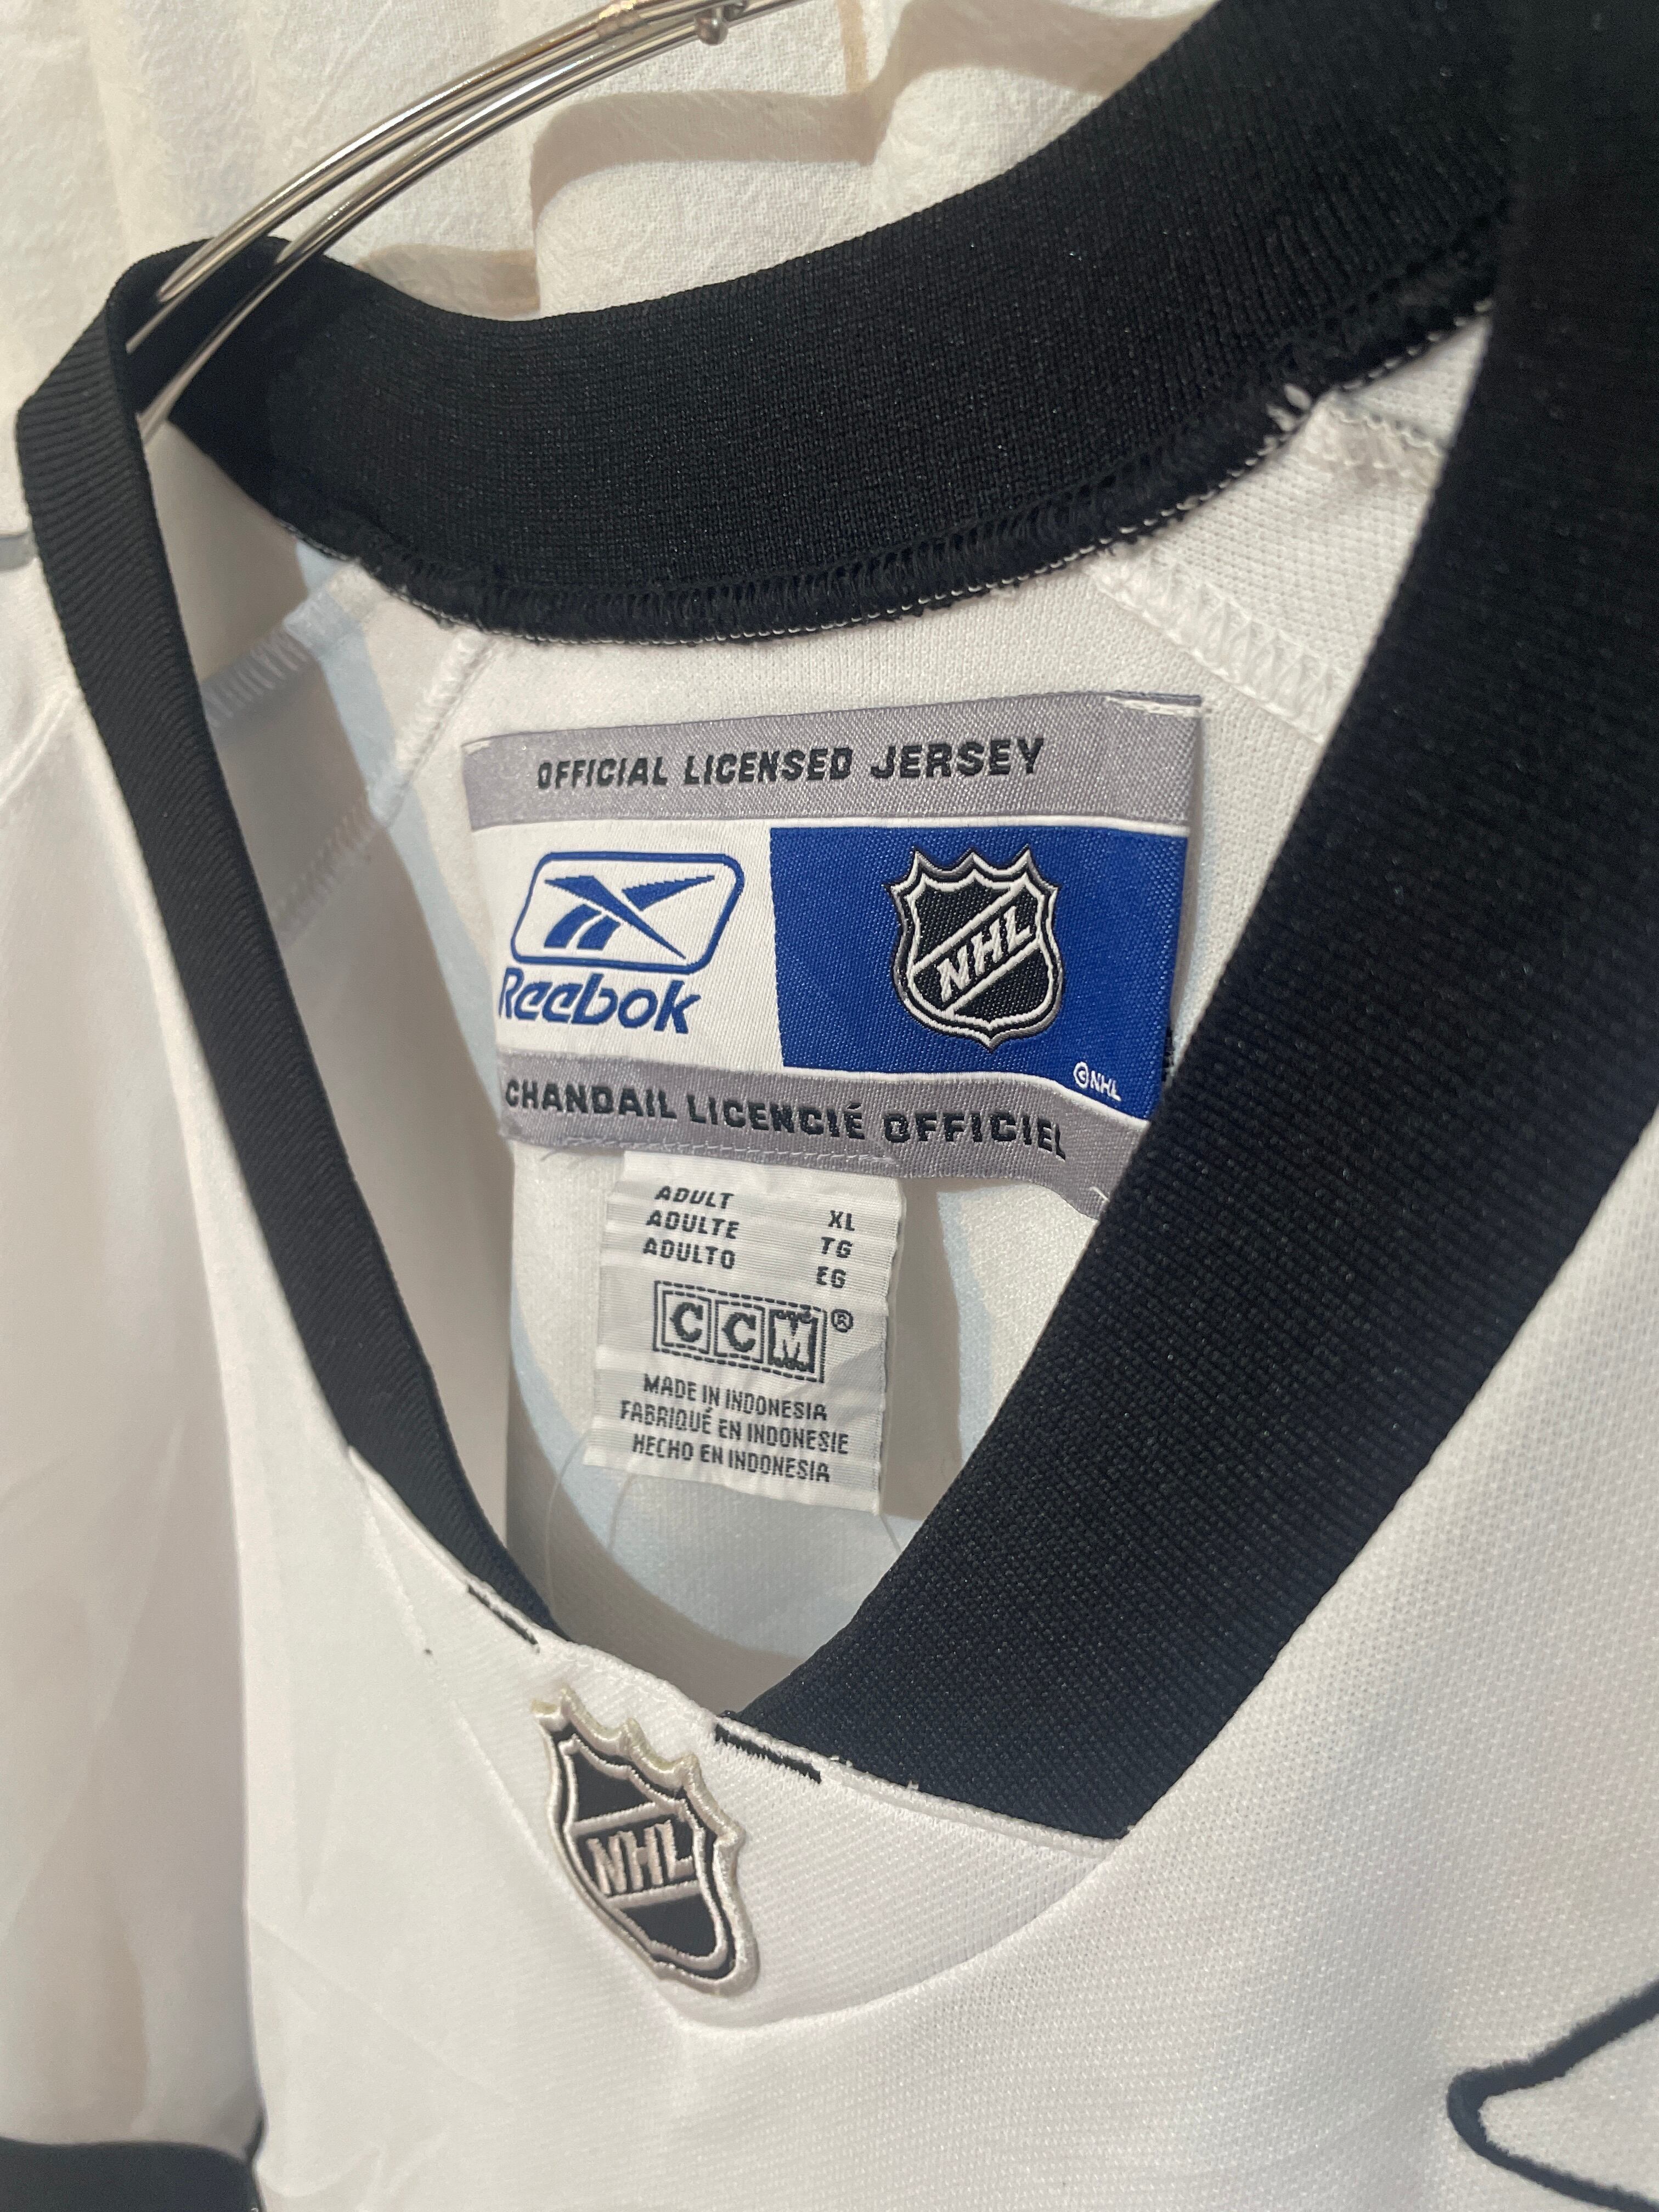 OFFICIAL LICENSED JERSEY
Reebok
NHL
©NHL
CHANDAIL LICENCIÉ OFFICIEL
ADULT XL
ADULTE TG
ADULTO EG
CCM®
MADE IN INDONESIA
FABRIQUÉ EN INDONESIE
HECHO EN INDONESIA
NHL